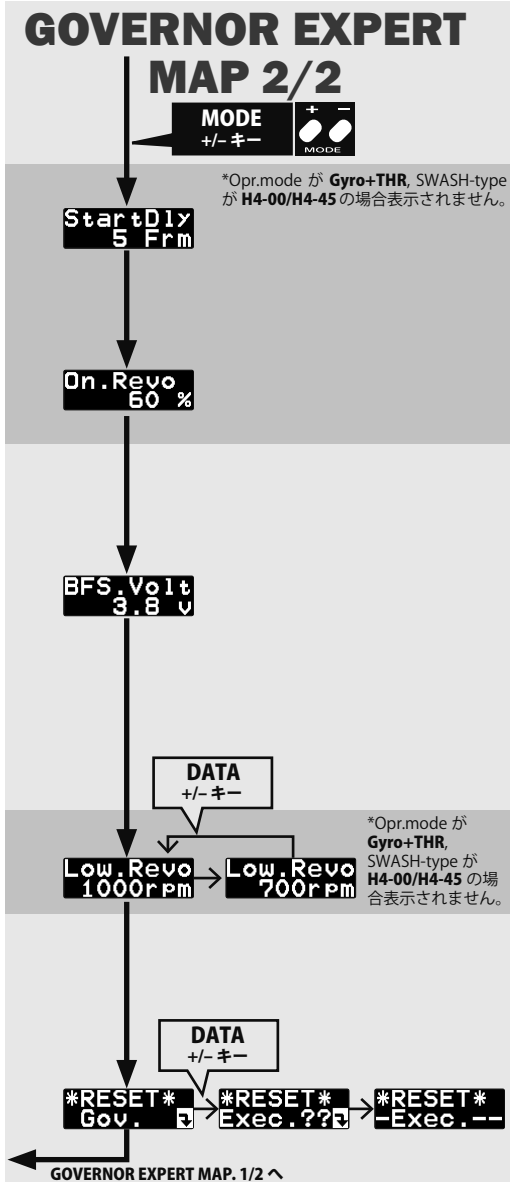 GOVERNOR EXPERT
MAP 2/2
MODE
+/– キー
+ –
MODE
*Opr.mode が Gyro+THR, SWASH-type
が H4-00/H4-45 の場合表示されません。
StartDly
5 Frm
On.Revo
60 %
BFS.Volt
3.8 v
DATA
+/– キー
Low.Revo
1000rpm
Low.Revo
700rpm
*Opr.mode が
Gyro+THR,
SWASH-type が
H4-00/H4-45 の場
合表示されません。
DATA
+/– キー
*RESET*
Gov.
*RESET*
Exec.??
*RESET*
-Exec.--
GOVERNOR EXPERT MAP. 1/2 へ